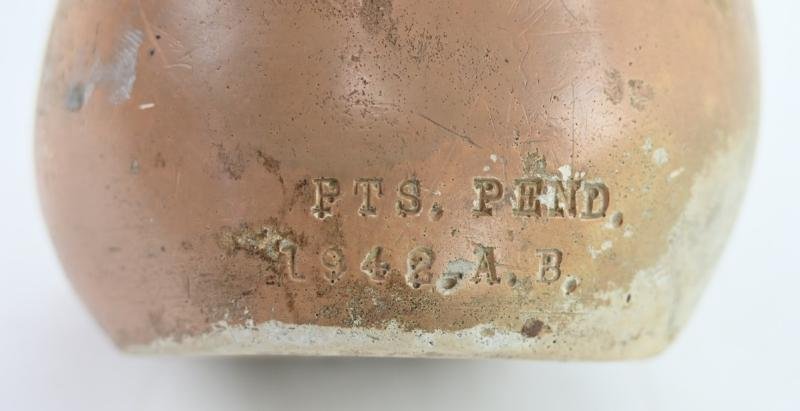 PTS. PEND.
1942. A. B.